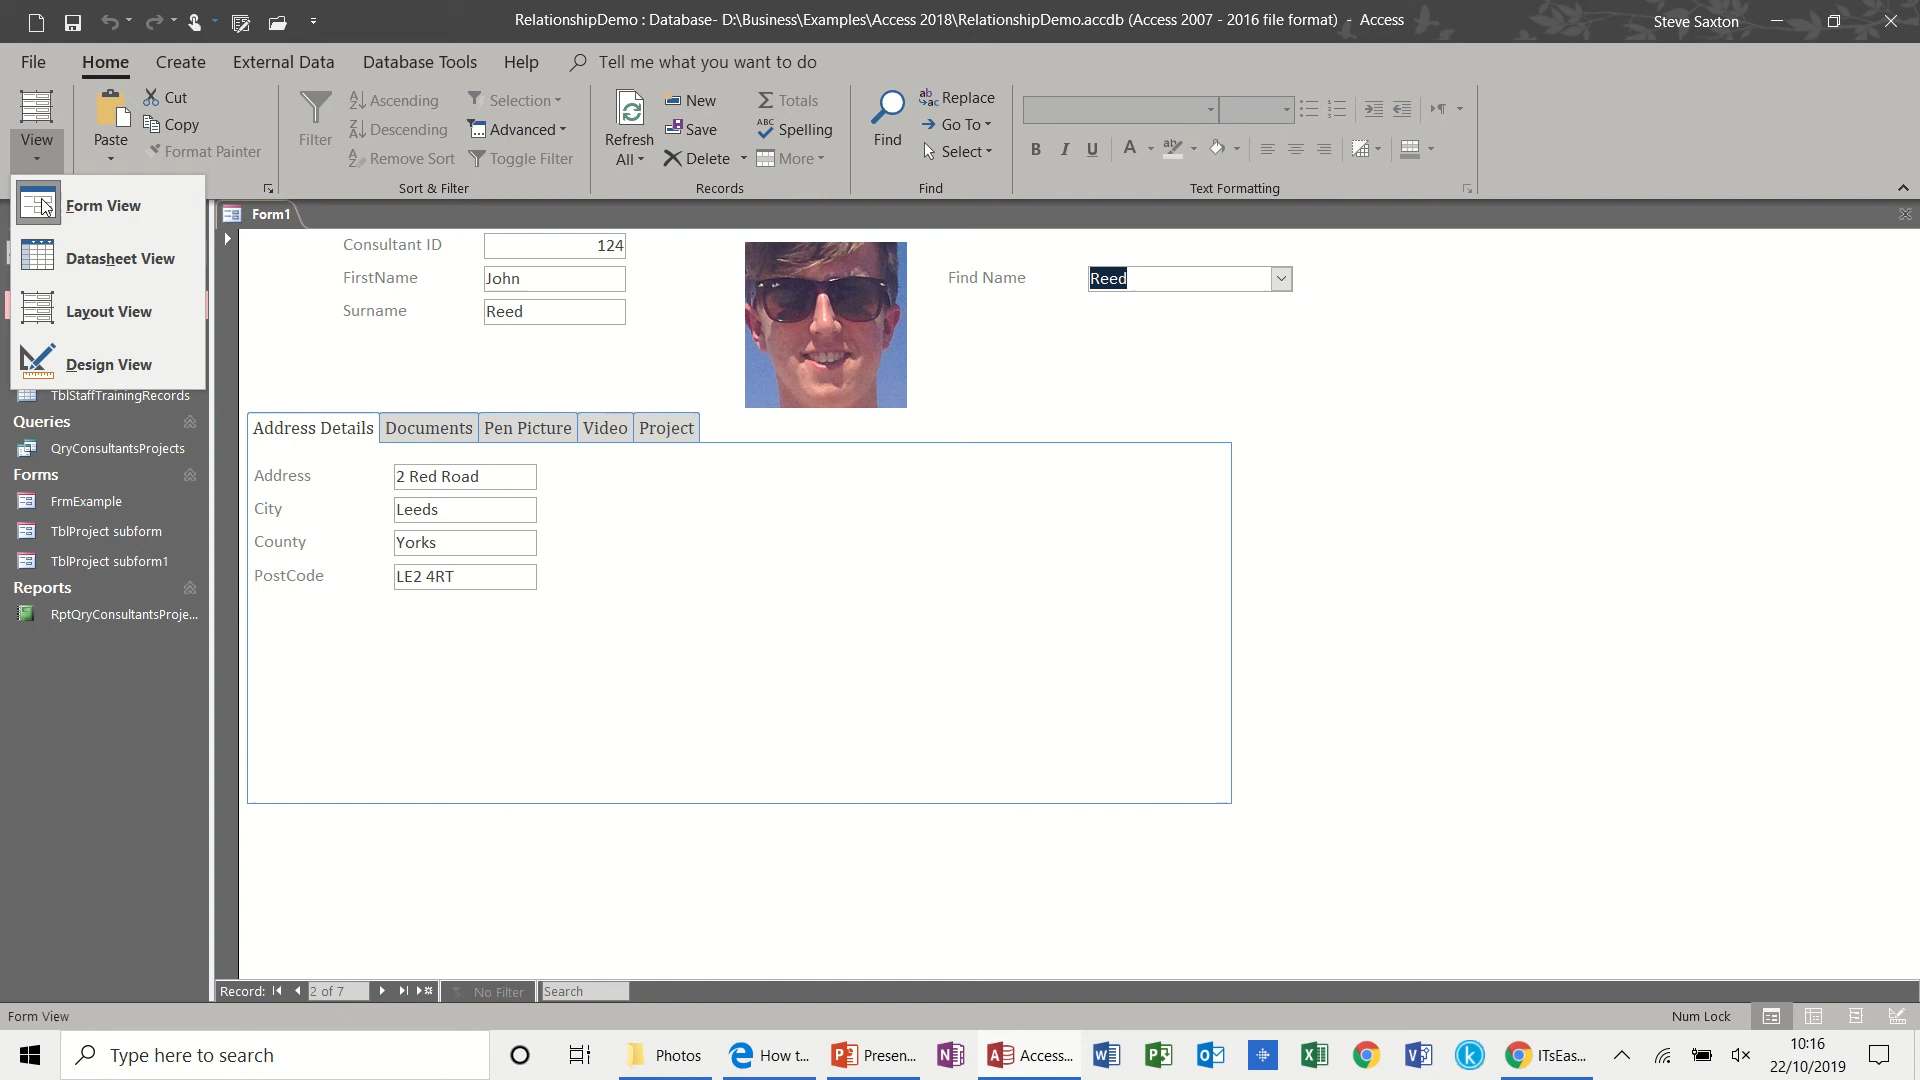 RelationshipDemo : Database- D:\Business\Examples\Access 2018\RelationshipDemo.accdb (Access 2007 - 2016 file format) - Access
Steve Saxton
File
Home
Create
External Data
Database Tools
Help
Tell me what you want to do
View
Paste
Cut
Copy
Format Painter
Filter
Ascending
Descending
Remove Sort
Selection
Advanced
Toggle Filter
Sort & Filter
Refresh
All
New
Save
Delete
Totals
Spelling
More
Records
Find
Replace
Go To
Select
Find
B I U
Text Formatting
Form View
Datasheet View
Layout View
Design View
TblStaffTrainingRecords
Queries
QryConsultantsProjects
Forms
FrmExample
TblProject subform
TblProject subform1
Reports
RptQryConsultantsProje...
Form1
Consultant ID 124
FirstName John
Surname Reed
Find Name Reed
Address Details Documents Pen Picture Video Project
Address 2 Red Road
City Leeds
County Yorks
PostCode LE2 4RT
Record: 2 of 7 No Filter Search
Form View
Num Lock
Type here to search
Photos
How t...
Presen...
Access...
ITsEas...
10:16
22/10/2019